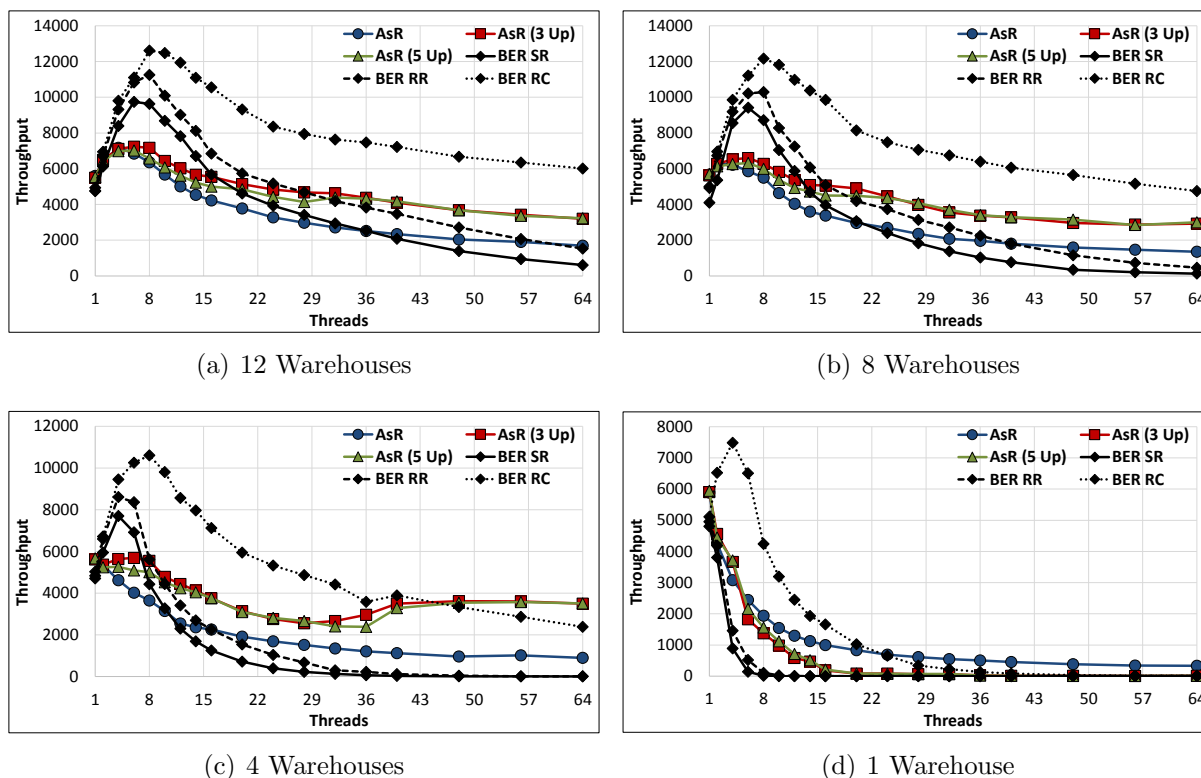 14000
12000
10000
8000
6000
4000
2000
0
Throughput
AsR
AsR (3 Up)
AsR (5 Up)
BER SR
BER RR
BER RC
1 8 15 22 29 36 43 50 57 64
Threads
(a) 12 Warehouses
14000
12000
10000
8000
6000
4000
2000
0
Throughput
AsR
AsR (3 Up)
AsR (5 Up)
BER SR
BER RR
BER RC
1 8 15 22 29 36 43 50 57 64
Threads
(b) 8 Warehouses
12000
10000
8000
6000
4000
2000
0
Throughput
AsR
AsR (3 Up)
AsR (5 Up)
BER SR
BER RR
BER RC
1 8 15 22 29 36 43 50 57 64
Threads
(c) 4 Warehouses
8000
7000
6000
5000
4000
3000
2000
1000
0
Throughput
AsR
AsR (3 Up)
AsR (5 Up)
BER SR
BER RR
BER RC
1 8 15 22 29 36 43 50 57 64
Threads
(d) 1 Warehouse